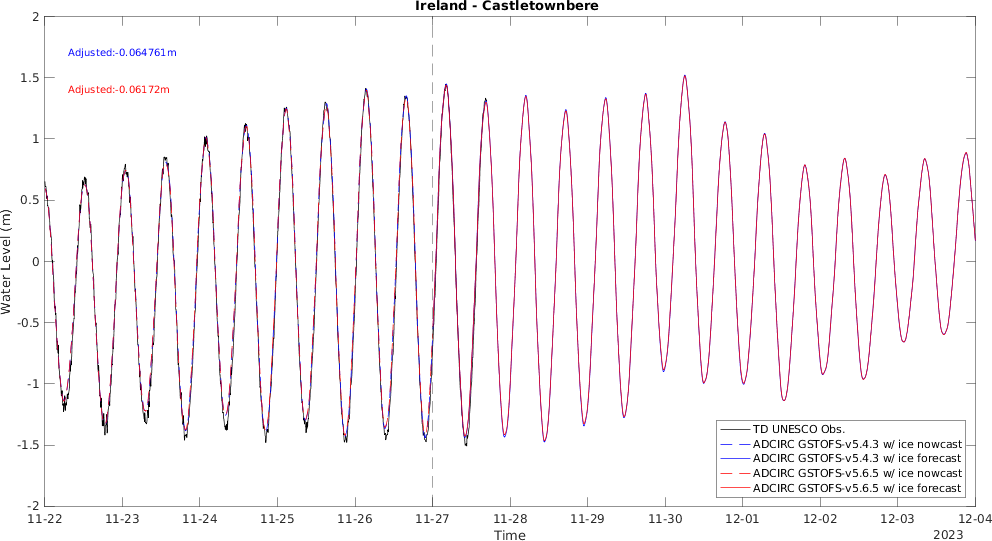 Ireland - Castletownbere
2
1.5
1
0.5
0
-0.5
-1
-1.5
-2
Water Level (m)
Adjusted:-0.064761m
Adjusted:-0.06172m
TD UNESCO Obs.
ADCIRC GSTOFS-v5.4.3 w/ ice nowcast
ADCIRC GSTOFS-v5.4.3 w/ ice forecast
ADCIRC GSTOFS-v5.6.5 w/ ice nowcast
ADCIRC GSTOFS-v5.6.5 w/ ice forecast
11-22 11-23 11-24 11-25 11-26 11-27 11-28 11-29 11-30 12-01 12-02 12-03 12-04
Time
2023